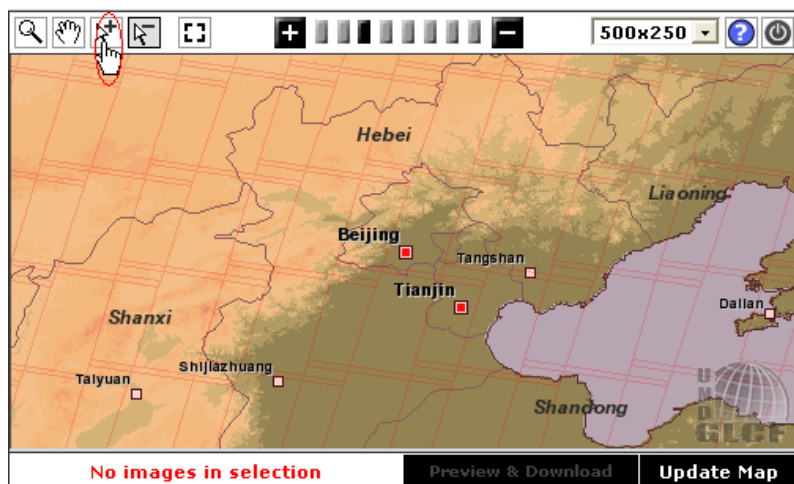 500x250
?
Hebei
Liaoning
Beijing
Tangshan
Tianjin
Dalian
Shanxi
Shijiazhuang
Taiyuan
Shandong
UMD
GLCF
No images in selection
Preview & Download
Update Map